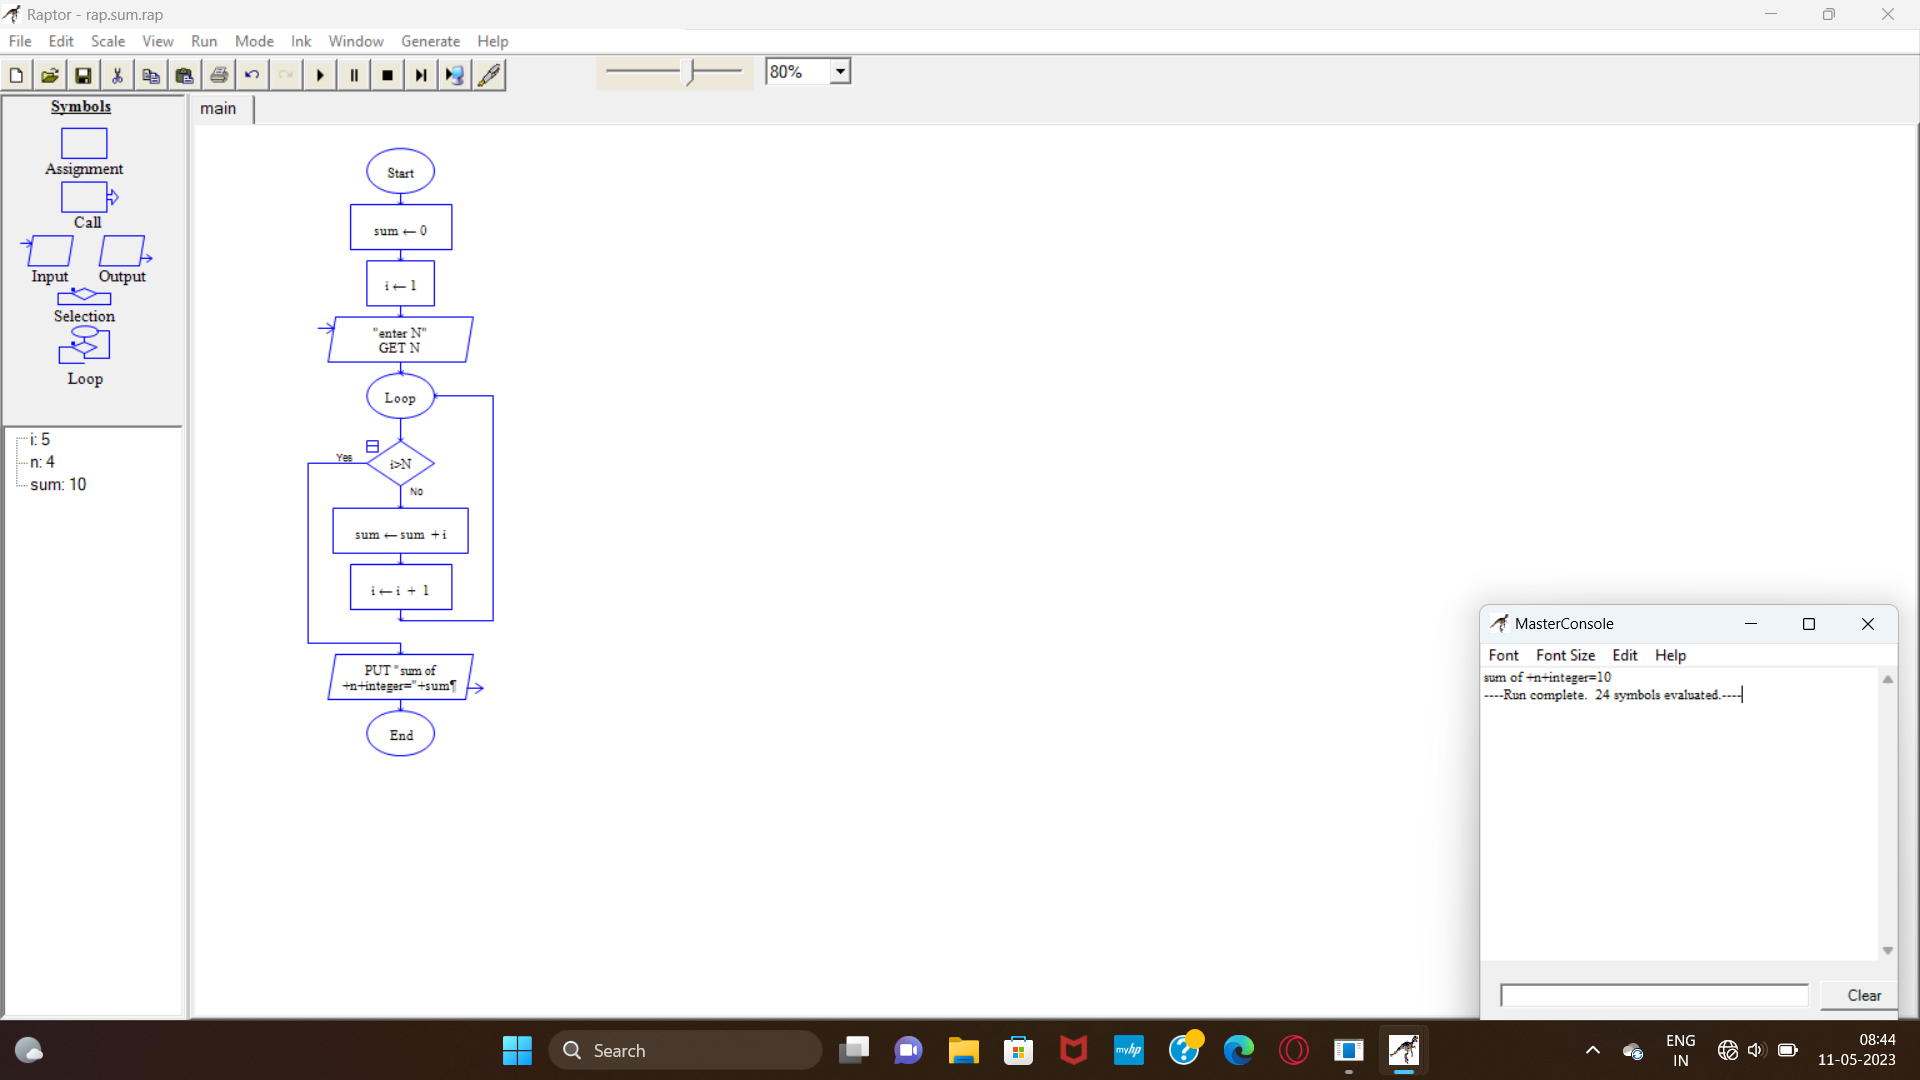 Raptor - rap.sum.rap
File Edit Scale View Run Mode Ink Window Generate Help
80%
Symbols
main
Assignment
Call
Input Output
Selection
Loop
i: 5
n: 4
sum: 10
Start
sum ← 0
i ← 1
"enter N"
GET N
Loop
Yes
i>N
No
sum ← sum + i
i ← i + 1
PUT "sum of
+n+integer="+sum¶
End
MasterConsole
Font Font Size Edit Help
sum of +n+integer=10
----Run complete. 24 symbols evaluated.----
Clear
Search
myhp
ENG
IN
08:44
11-05-2023